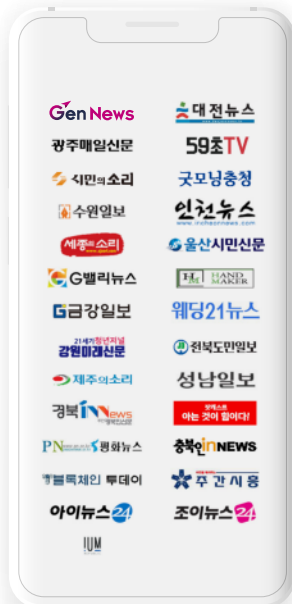 Gen News
대전뉴스
광주매일신문
59초TV
시민의소리
굿모닝충청
수원일보
인천뉴스
세종의소리
울산시민신문
G밸리뉴스
HM HAND MAKER
금강일보
웨딩21뉴스
21세기 청년저널
강원미래신문
전북도민일보
제주의소리
성남일보
경북 iN News
아는 것이 힘이다!
PN 평화뉴스
충북인NEWS
블록체인 투데이
주간시흥
아이뉴스24
조이뉴스24
IUM